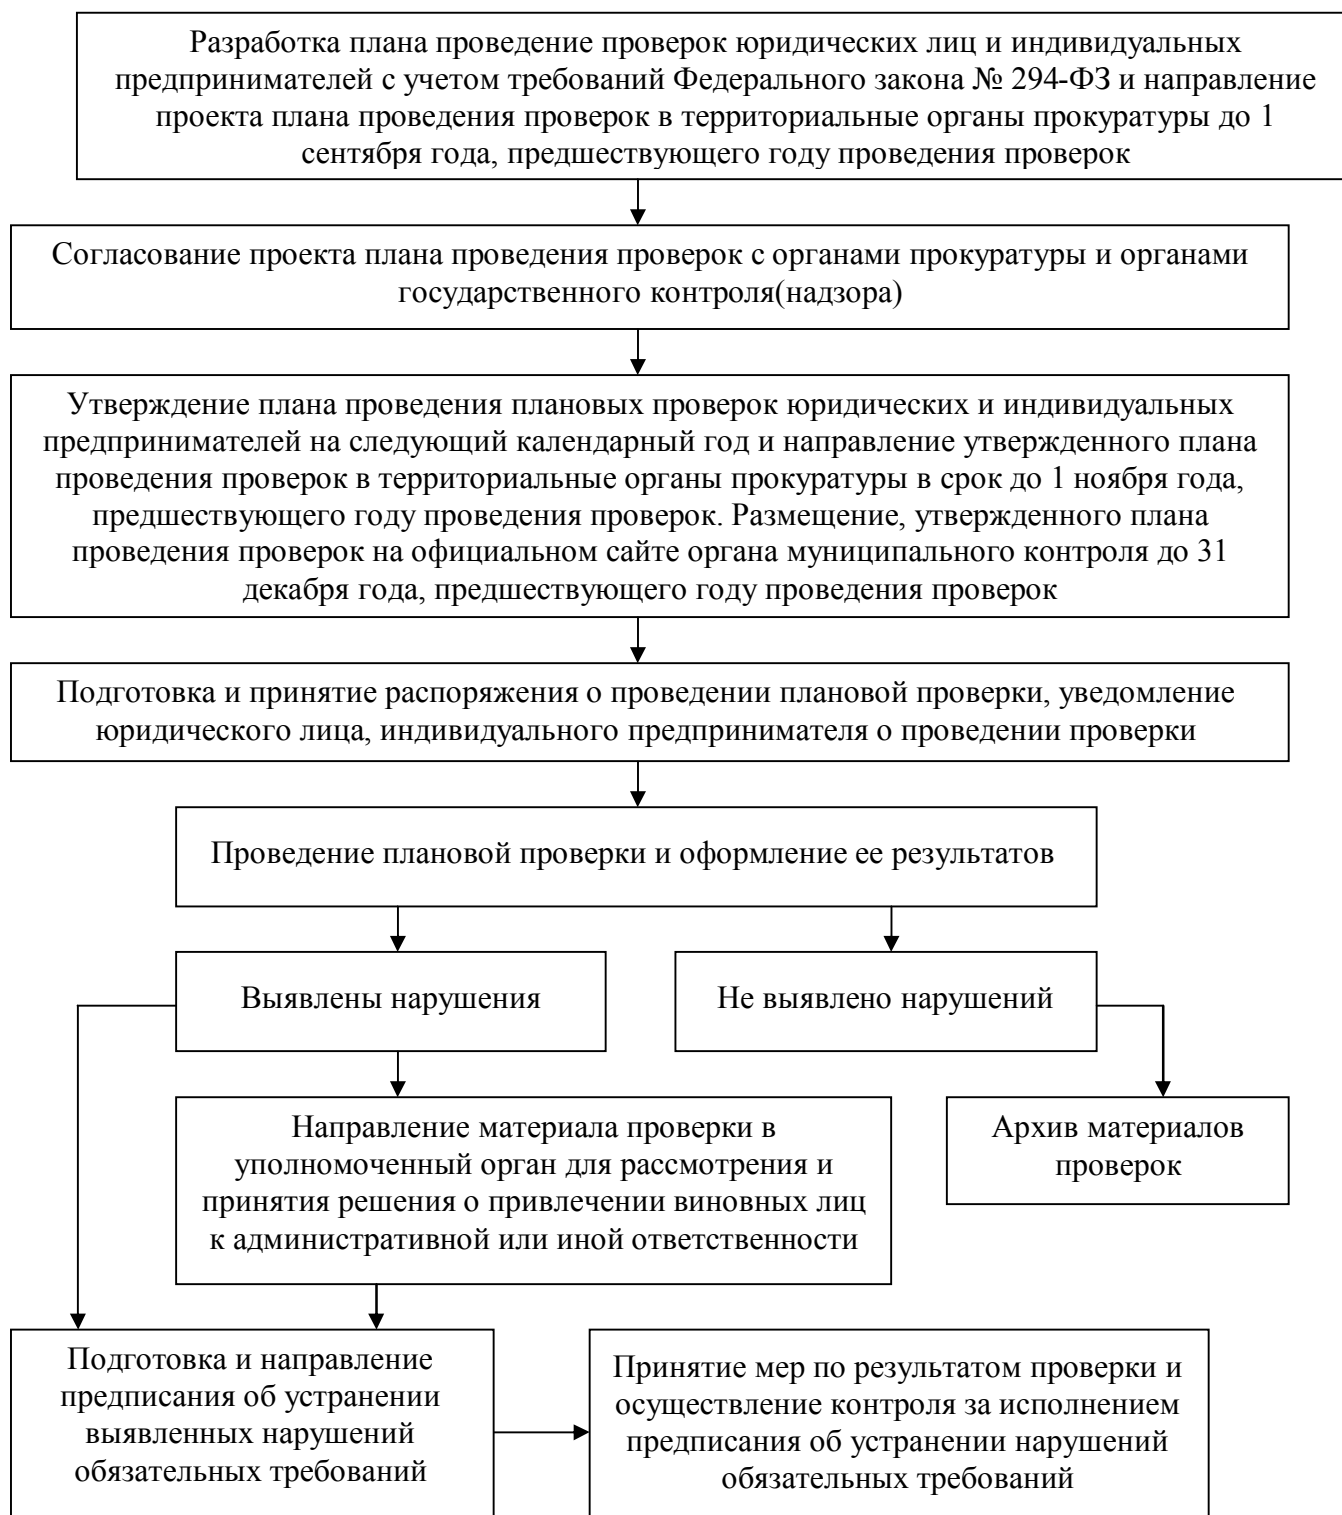 Разработка плана проведение проверок юридических лиц и индивидуальных
предпринимателей с учетом требований Федерального закона № 294-ФЗ и направление
проекта плана проведения проверок в территориальные органы прокуратуры до 1
сентября года, предшествующего году проведения проверок
Согласование проекта плана проведения проверок с органами прокуратуры и органами
государственного контроля(надзора)
Утверждение плана проведения плановых проверок юридических и индивидуальных
предпринимателей на следующий календарный год и направление утвержденного плана
проведения проверок в территориальные органы прокуратуры в срок до 1 ноября года,
предшествующего году проведения проверок. Размещение, утвержденного плана
проведения проверок на официальном сайте органа муниципального контроля до 31
декабря года, предшествующего году проведения проверок
Подготовка и принятие распоряжения о проведении плановой проверки, уведомление
юридического лица, индивидуального предпринимателя о проведении проверки
Проведение плановой проверки и оформление ее результатов
Выявлены нарушения
Не выявлено нарушений
Направление материала проверки в
уполномоченный орган для рассмотрения и
принятия решения о привлечении виновных лиц
к административной или иной ответственности
Архив материалов
проверок
Подготовка и направление
предписания об устранении
выявленных нарушений
обязательных требований
Принятие мер по результатом проверки и
осуществление контроля за исполнением
предписания об устранении нарушений
обязательных требований